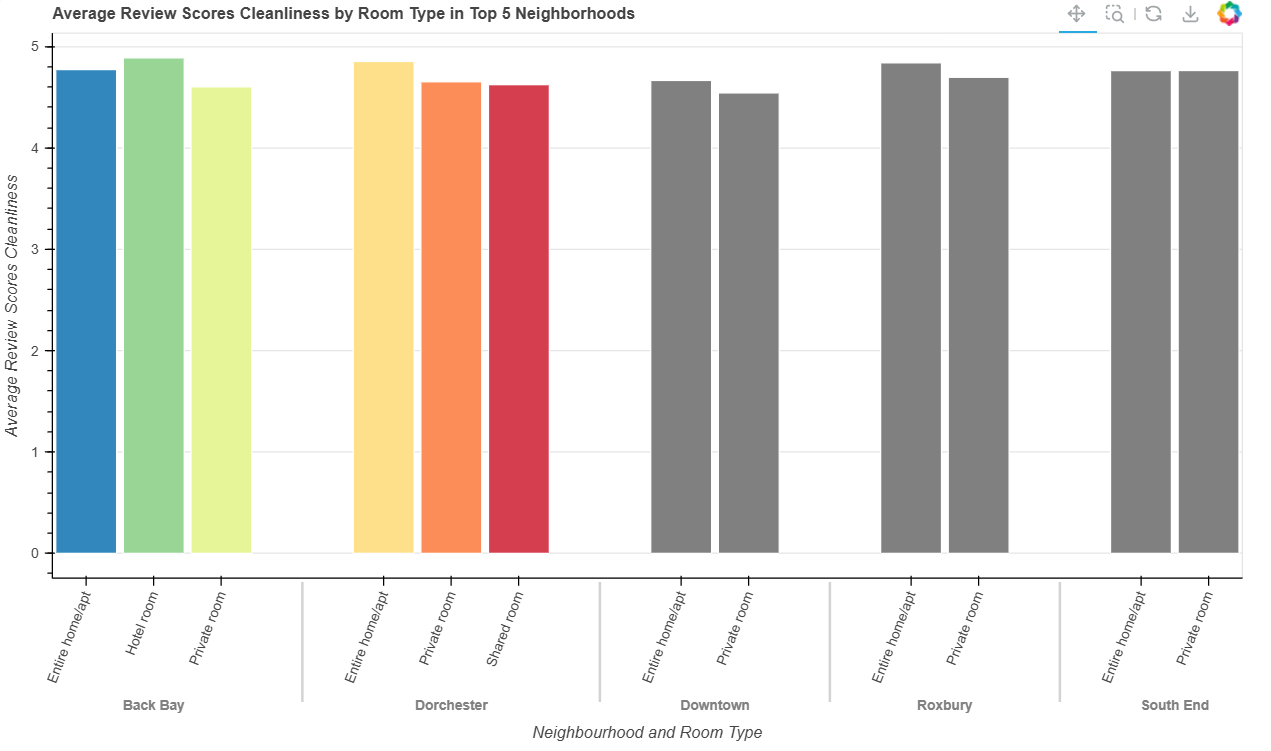 Average Review Scores Cleanliness by Room Type in Top 5 Neighborhoods
Average Review Scores Cleanliness
5
4
3
2
1
0
Entire home/apt
Hotel room
Private room
Entire home/apt
Private room
Shared room
Entire home/apt
Private room
Entire home/apt
Private room
Entire home/apt
Private room
Back Bay
Dorchester
Downtown
Roxbury
South End
Neighbourhood and Room Type